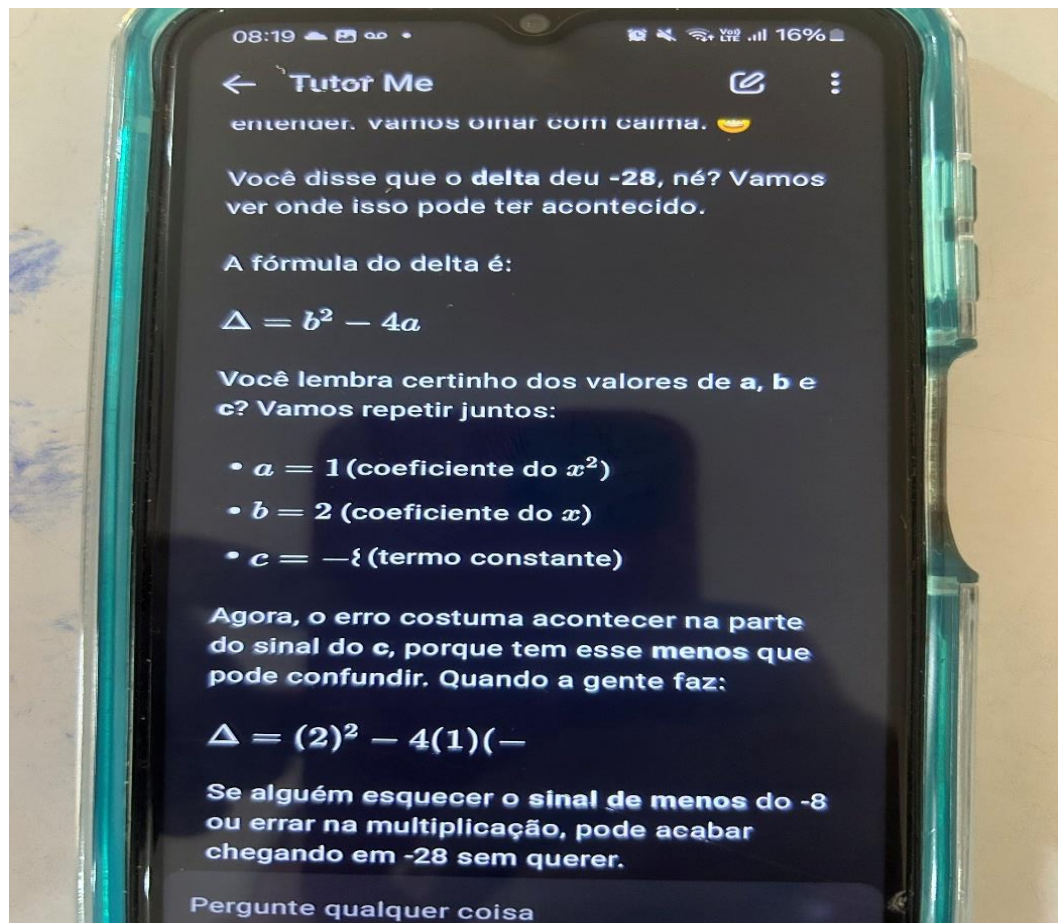 08:19 VoLTE 16%
← Tutor Me
entender. Vamos olhar com calma. 😄
Você disse que o delta deu -28, né? Vamos
ver onde isso pode ter acontecido.
A fórmula do delta é:
Δ = b² − 4a
Você lembra certinho dos valores de a, b e
c? Vamos repetir juntos:
• a = 1 (coeficiente do x²)
• b = 2 (coeficiente do x)
• c = − (termo constante)
Agora, o erro costuma acontecer na parte
do sinal do c, porque tem esse menos que
pode confundir. Quando a gente faz:
Δ = (2)² − 4(1)(−
Se alguém esquecer o sinal de menos do -8
ou errar na multiplicação, pode acabar
chegando em -28 sem querer.
Pergunte qualquer coisa